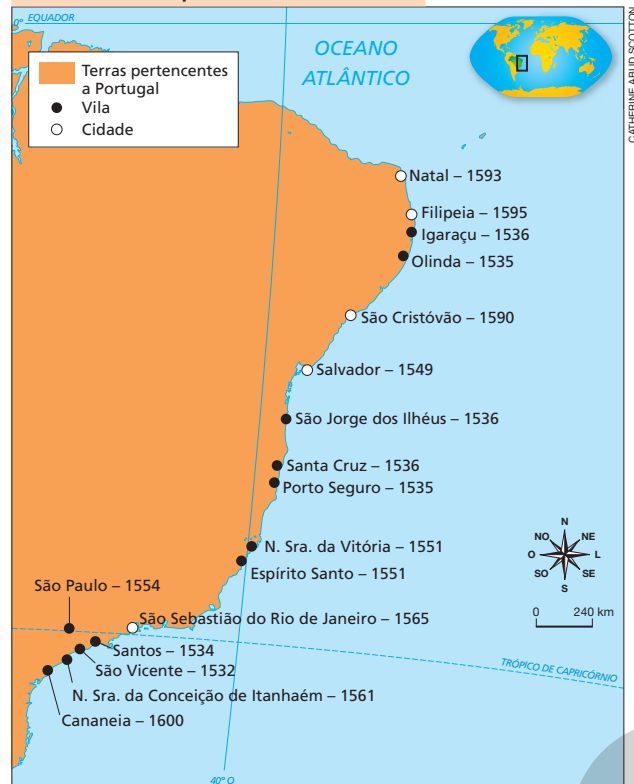 0° EQUADOR
OCEANO
ATLÂNTICO
Terras pertencentes
a Portugal
Vila
Cidade
CATHERINE ABUD SCOTTON
Natal – 1593
Filipeia – 1595
Igaraçu – 1536
Olinda – 1535
São Cristóvão – 1590
Salvador – 1549
São Jorge dos Ilhéus – 1536
Santa Cruz – 1536
Porto Seguro – 1535
N. Sra. da Vitória – 1551
Espírito Santo – 1551
São Paulo – 1554
São Sebastião do Rio de Janeiro – 1565
Santos – 1534
São Vicente – 1532
N. Sra. da Conceição de Itanhaém – 1561
Cananeia – 1600
N
NO NE
O L
SO SE
S
0 240 km
TRÓPICO DE CAPRICÓRNIO
40° O